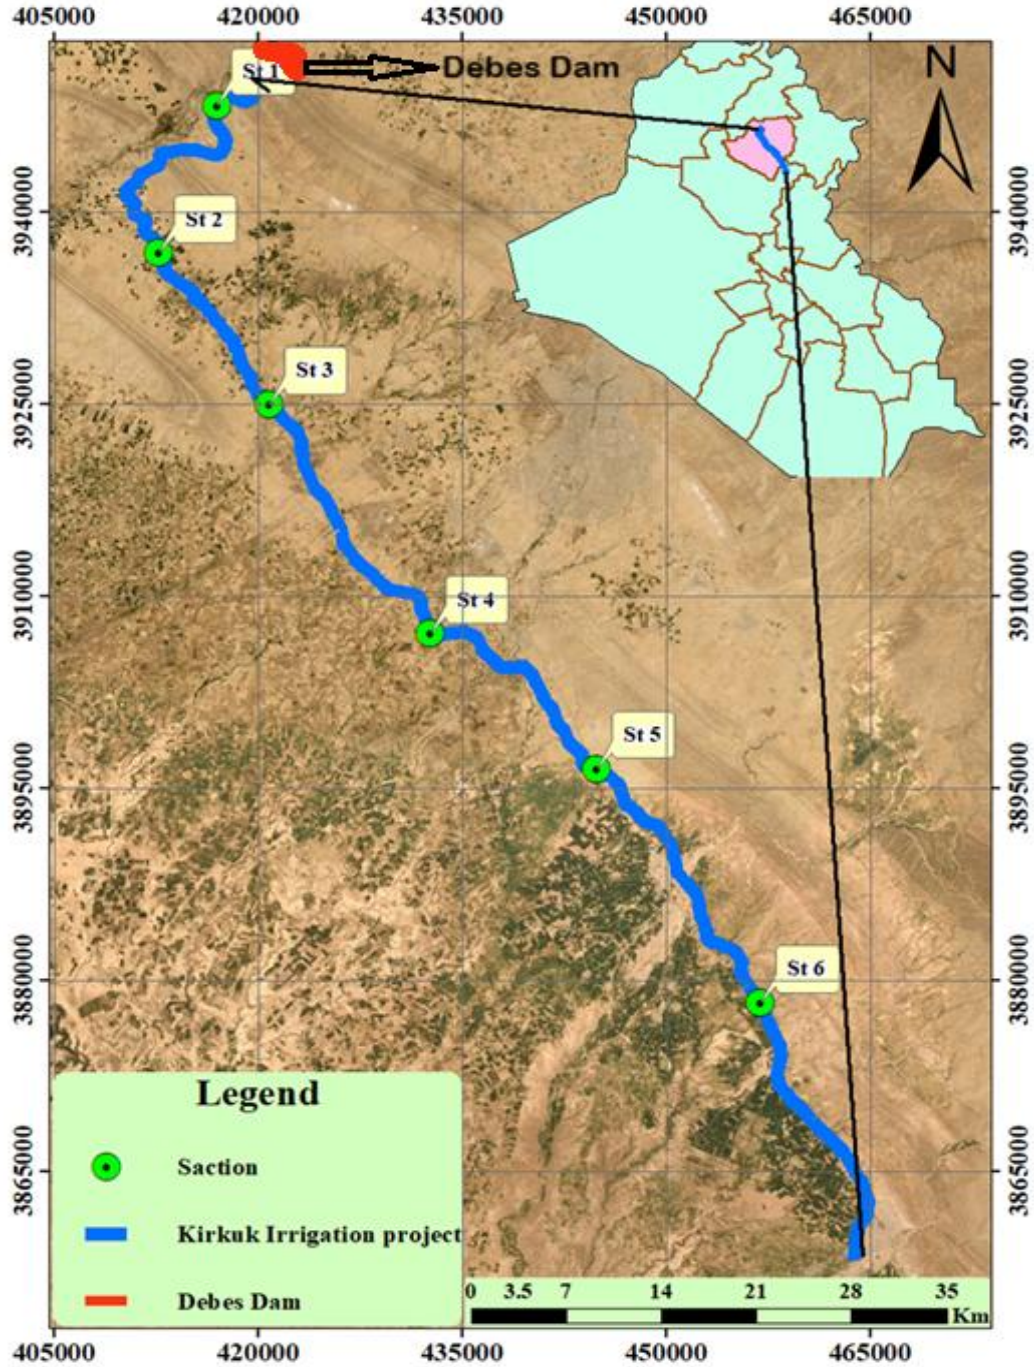 405000 420000 435000 450000 465000
St 1
Debes Dam
N
3940000
3940000
St 2
St 3
3925000
3925000
3910000
3910000
St 4
St 5
3895000
3895000
St 6
3880000
3880000
Legend
Saction
3865000
3865000
Kirkuk Irrigation project
Debes Dam
0 3.5 7 14 21 28 35
Km
405000 420000 435000 450000 465000